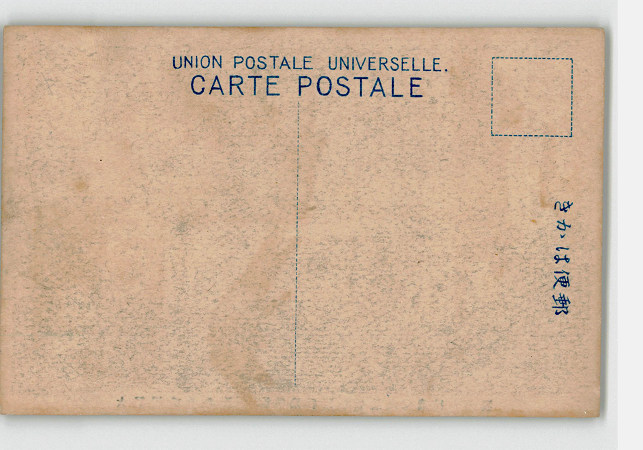 UNION POSTALE UNIVERSELLE.
CARTE POSTALE
きかは便郵